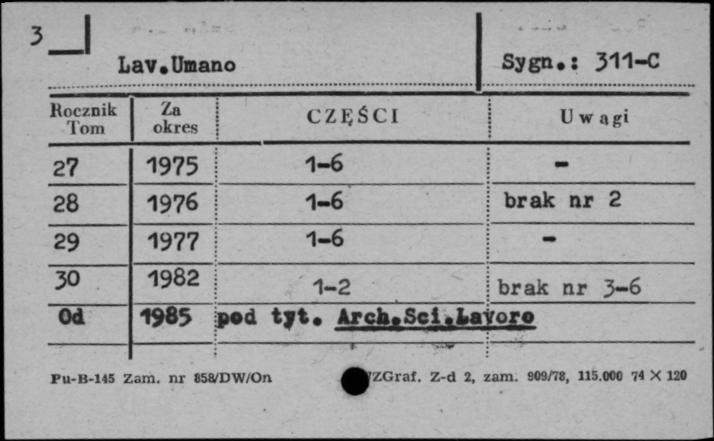 3
Lav.Umano Sygn.: 311-C
Rocznik Tom Za okres CZĘŚCI Uwagi
27 1975 1-6 -
28 1976 1-6 brak nr 2
29 1977 1-6 -
30 1982 1-2 brak nr 3-6
Od 1985 pod tyt. Arch.Sci.Lavoro
Pu-B-145 Zam. nr 858/DW/On ZGraf. Z-d 2, zam. 909/78, 115.000 74 X 120